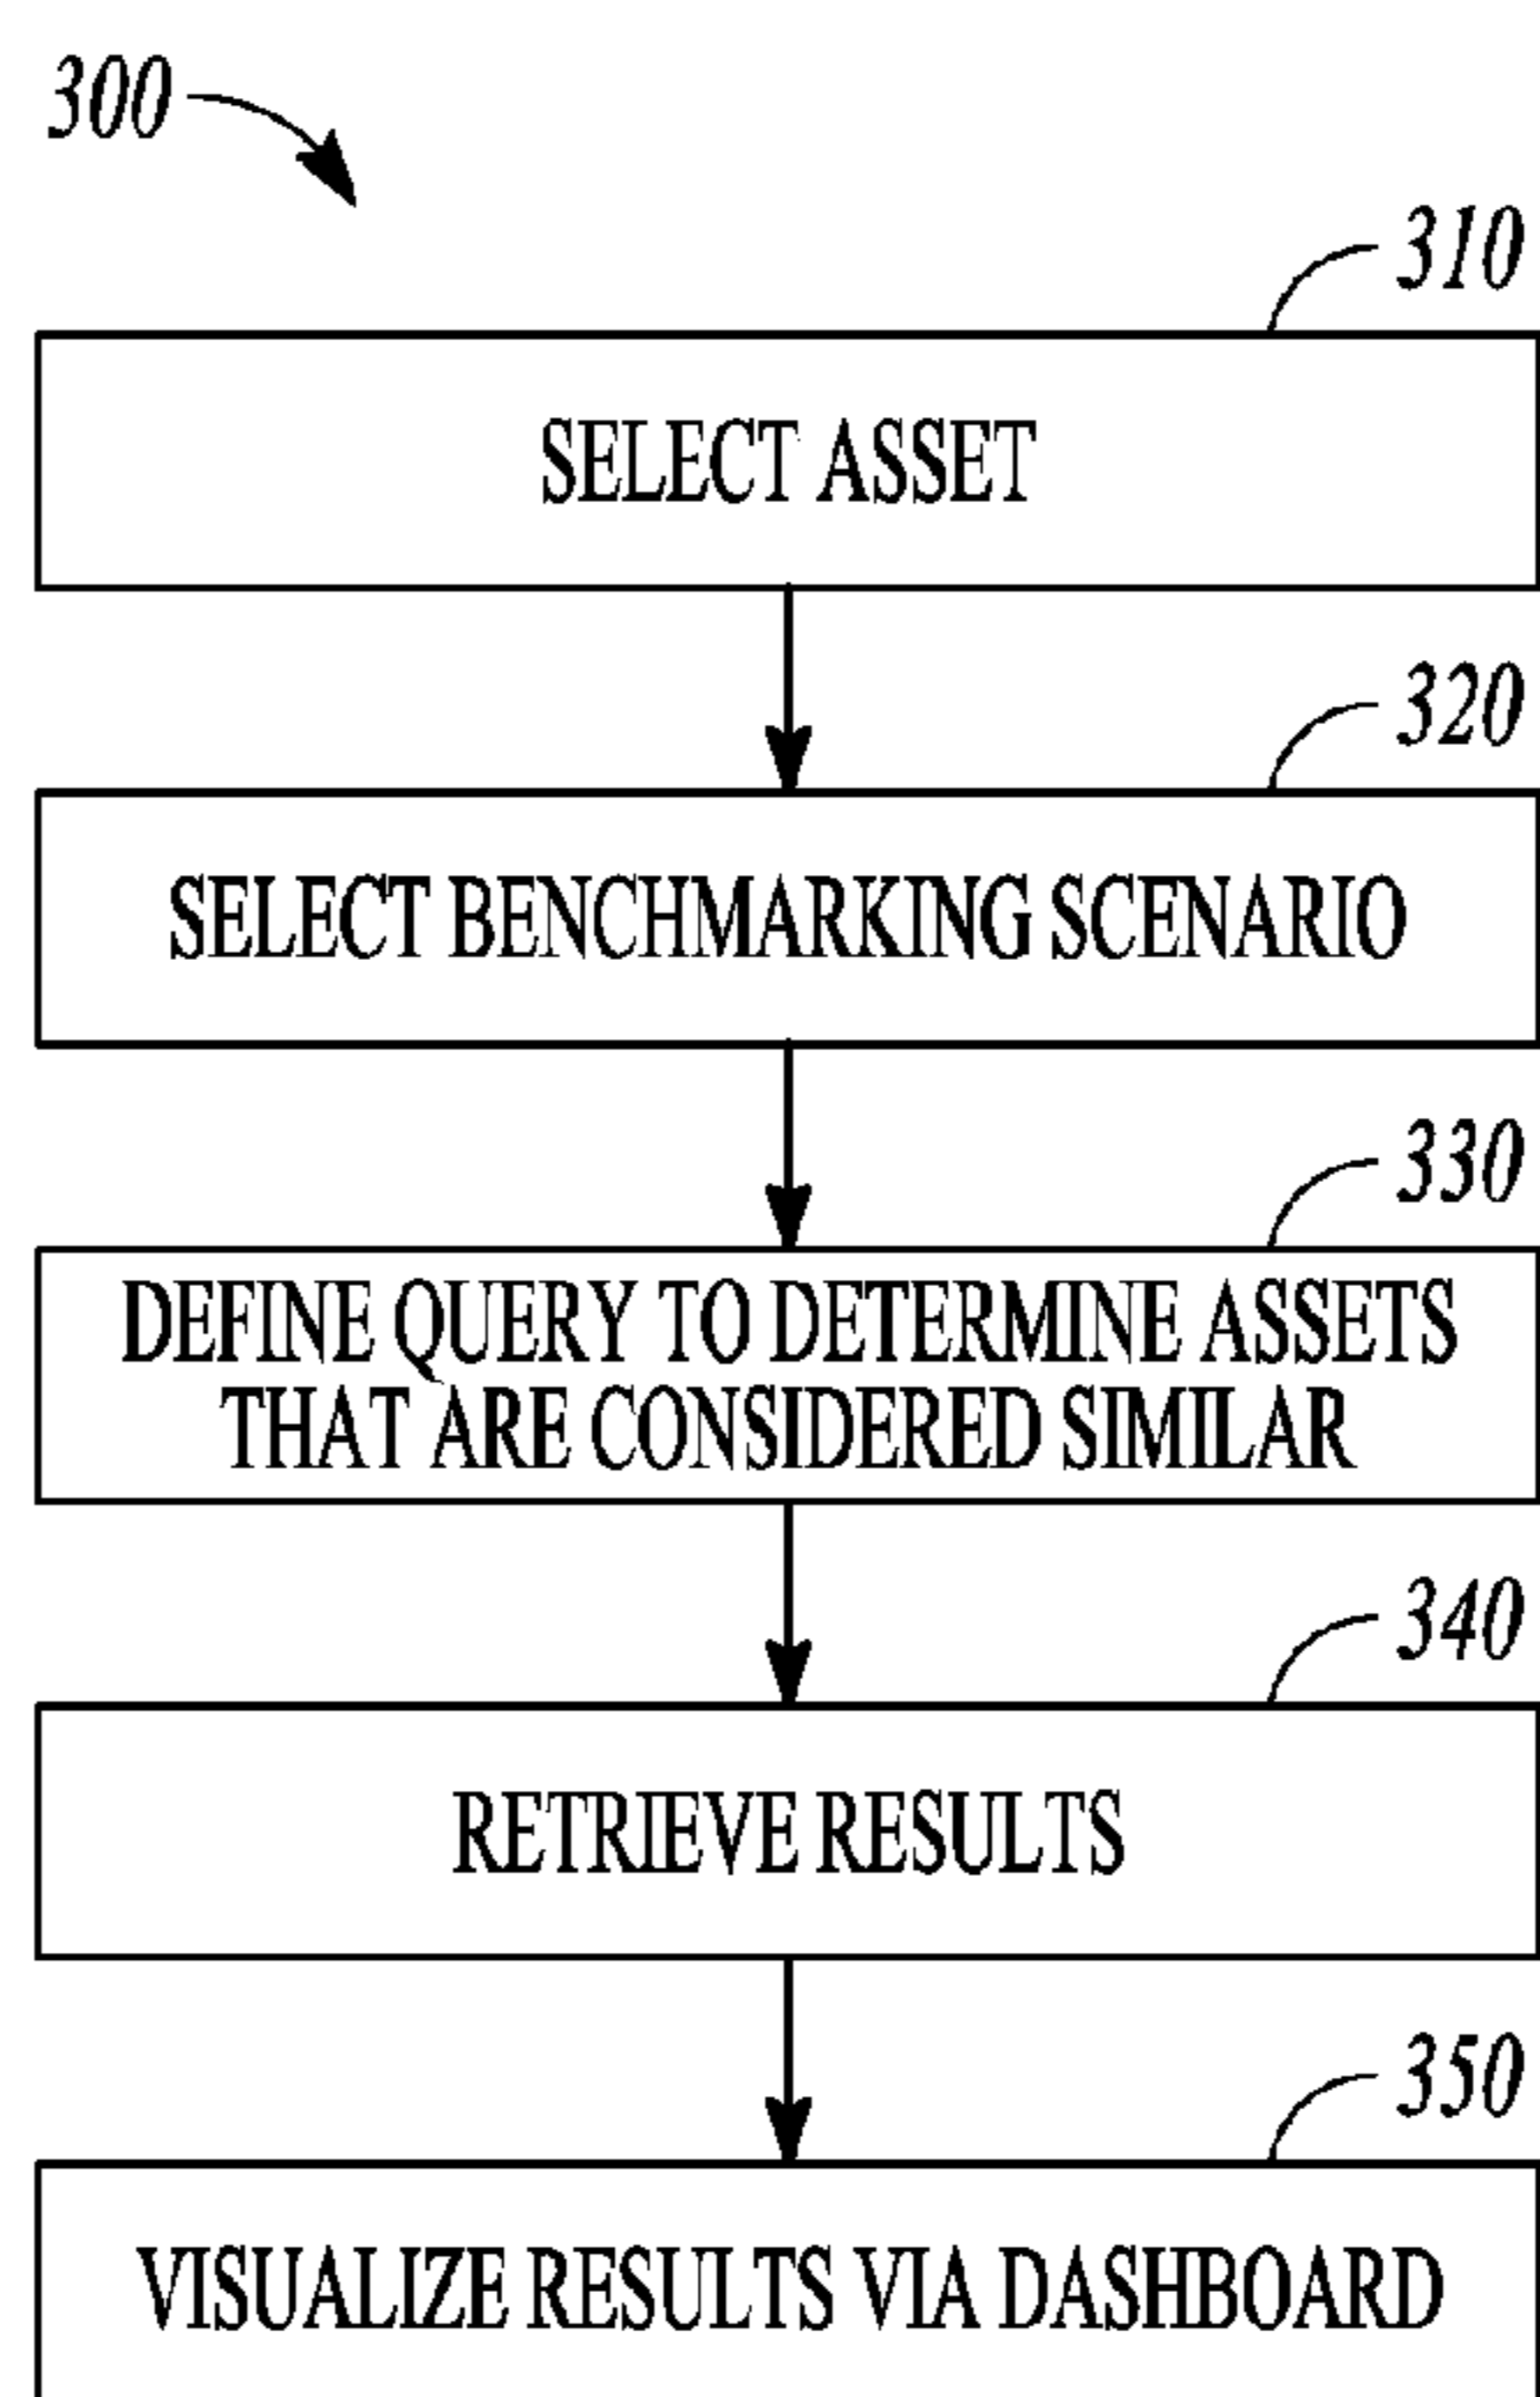 300
310
SELECT ASSET
320
SELECT BENCHMARKING SCENARIO
330
DEFINE QUERY TO DETERMINE ASSETS
THAT ARE CONSIDERED SIMILAR
340
RETRIEVE RESULTS
350
VISUALIZE RESULTS VIA DASHBOARD